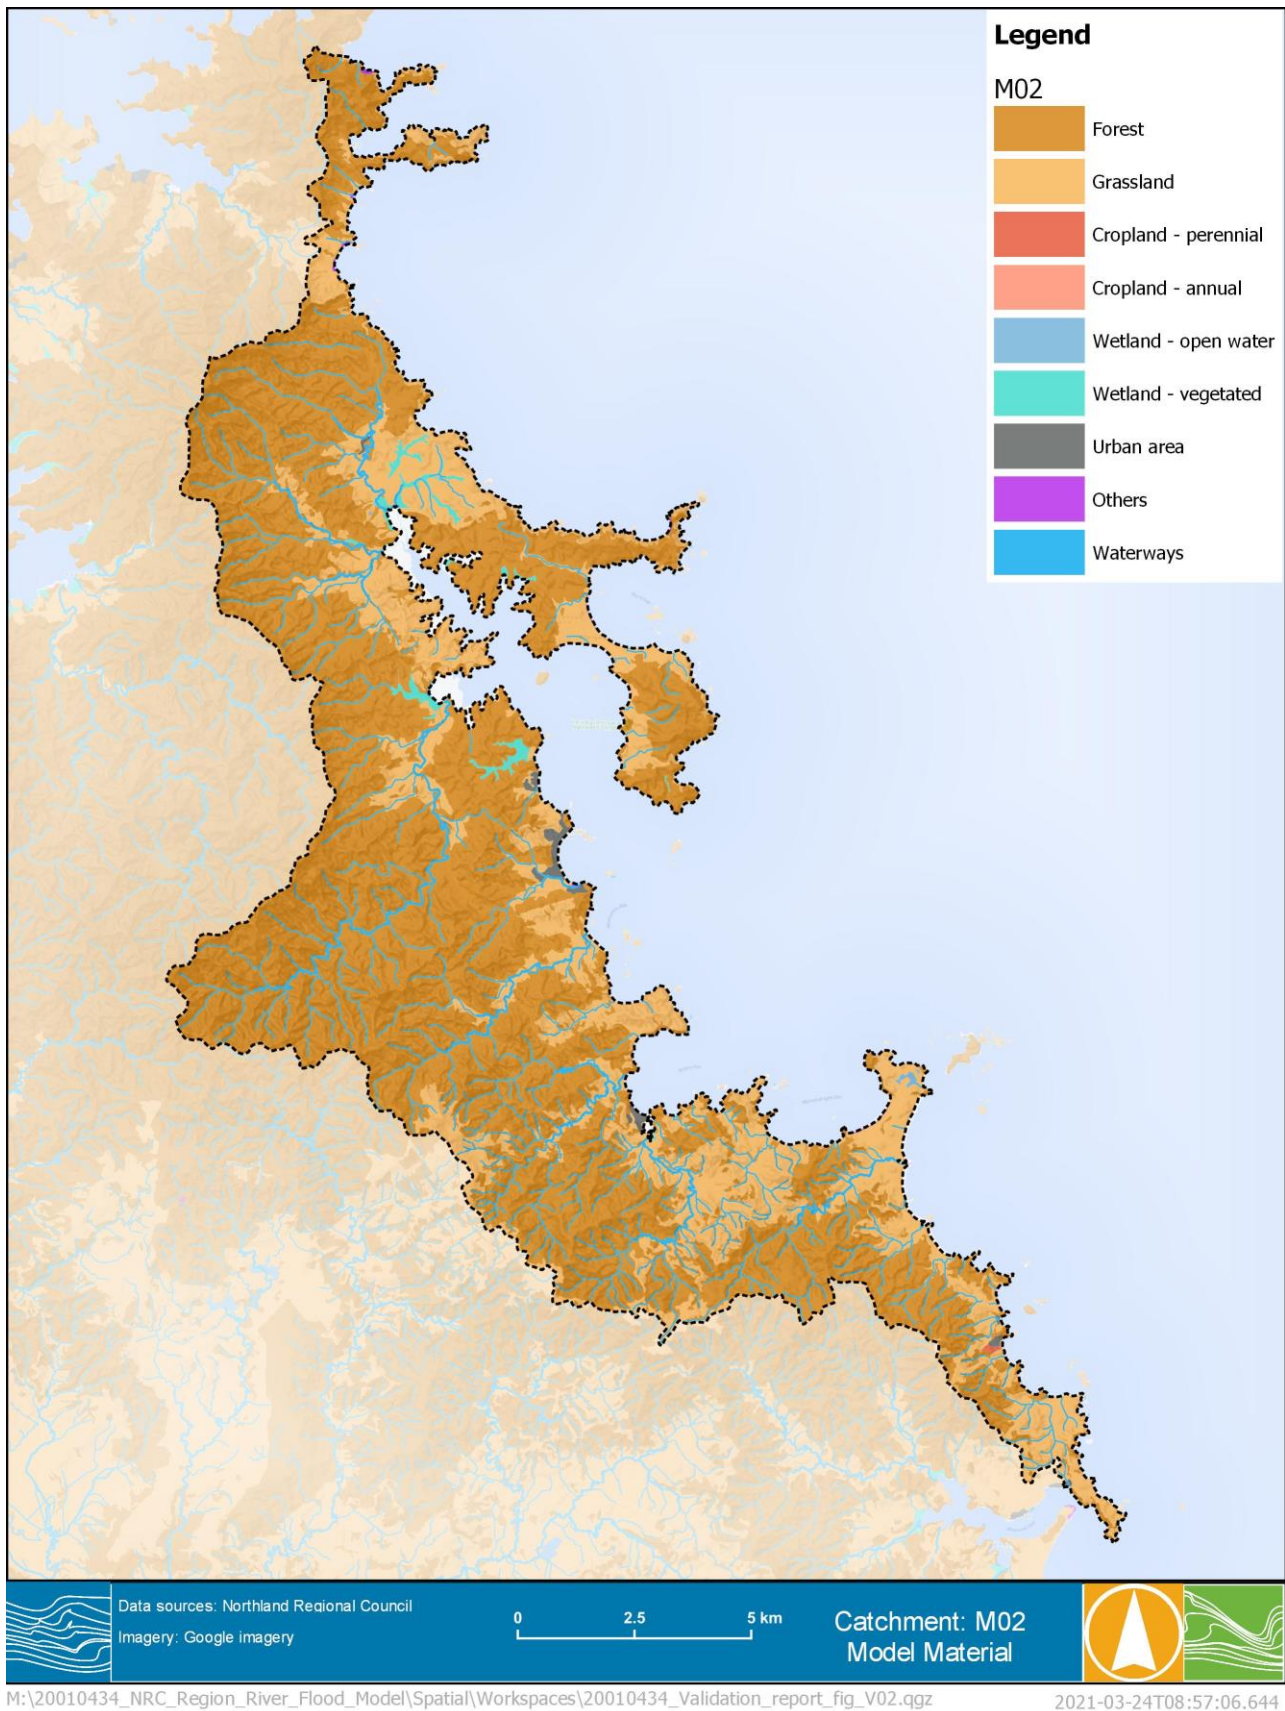 Legend
M02
Forest
Grassland
Cropland - perennial
Cropland - annual
Wetland - open water
Wetland - vegetated
Urban area
Others
Waterways
Data sources: Northland Regional Council
Imagery: Google imagery
0 2.5 5 km
Catchment: M02
Model Material
M:\20010434_NRC_Region_River_Flood_Model\Spatial\Workspaces\20010434_Validation_report_fig_V02.qgz
2021-03-24T08:57:06.644